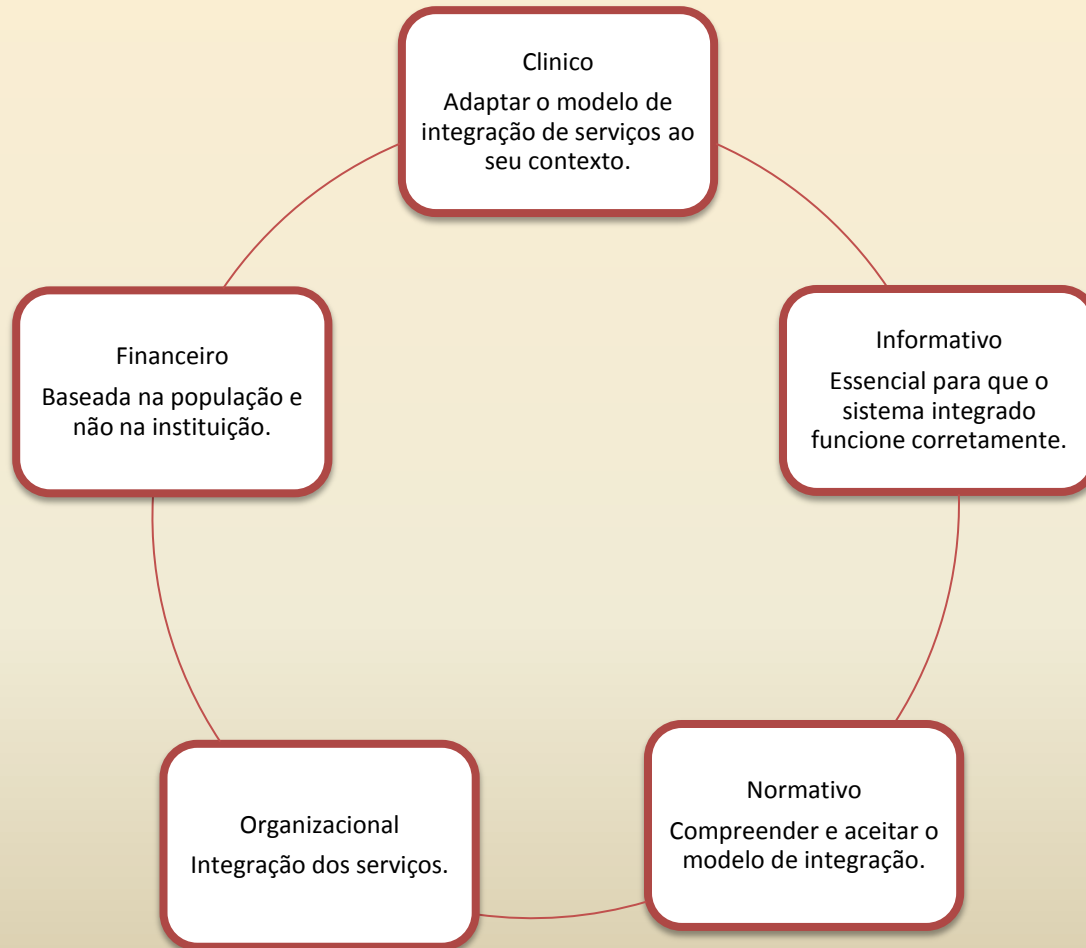 Clinico
Adaptar o modelo de
integração de serviços ao
seu contexto.
Informativo
Essencial para que o
sistema integrado
funcione corretamente.
Normativo
Compreender e aceitar o
modelo de integração.
Organizacional
Integração dos serviços.
Financeiro
Baseada na população e
não na instituição.